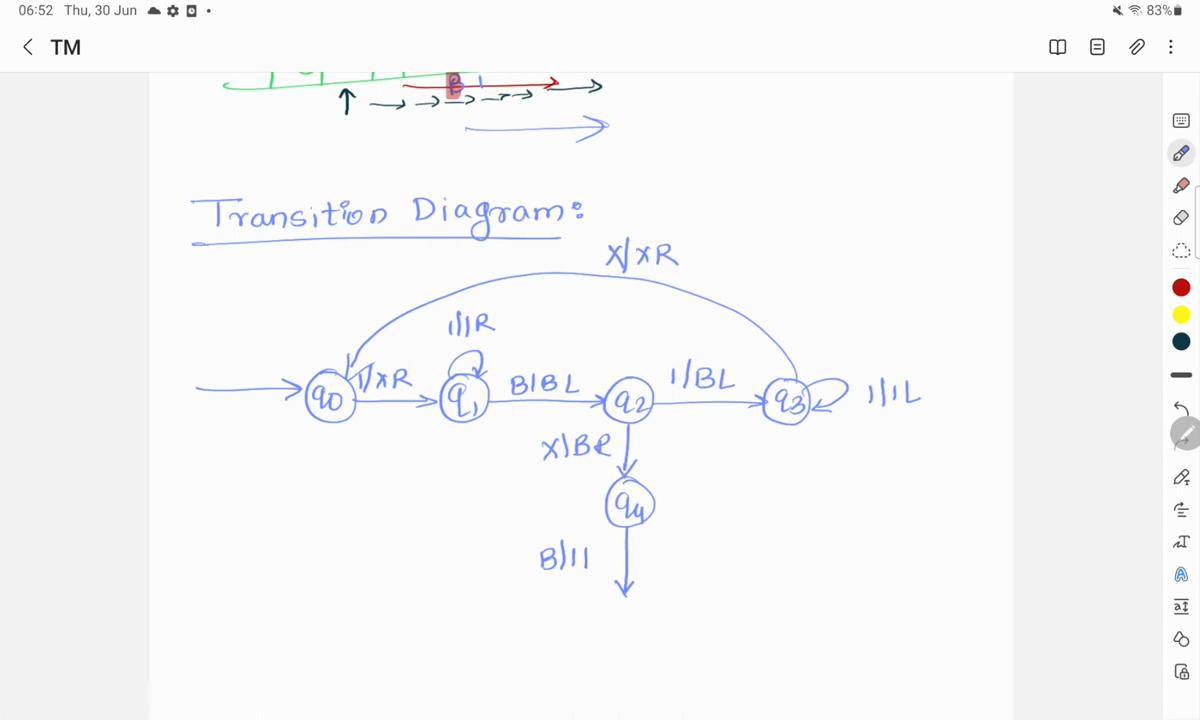 06:52 Thu, 30 Jun
83%
TM
B 1
Transition Diagram:
X/XR
1/1R
q0
1/XR
q1
B/BL
q2
1/BL
q3
1/1L
X/BR
q4
B/11